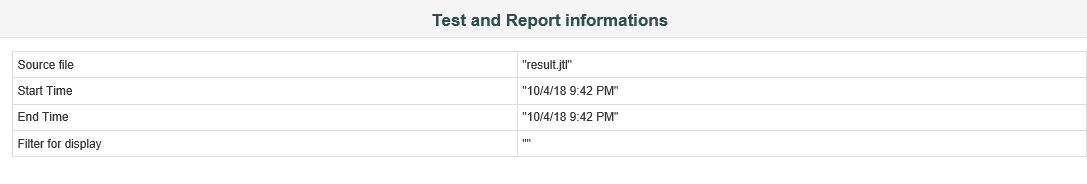 Test and Report informations
Source file "result.jtl"
Start Time "10/4/18 9:42 PM"
End Time "10/4/18 9:42 PM"
Filter for display ""